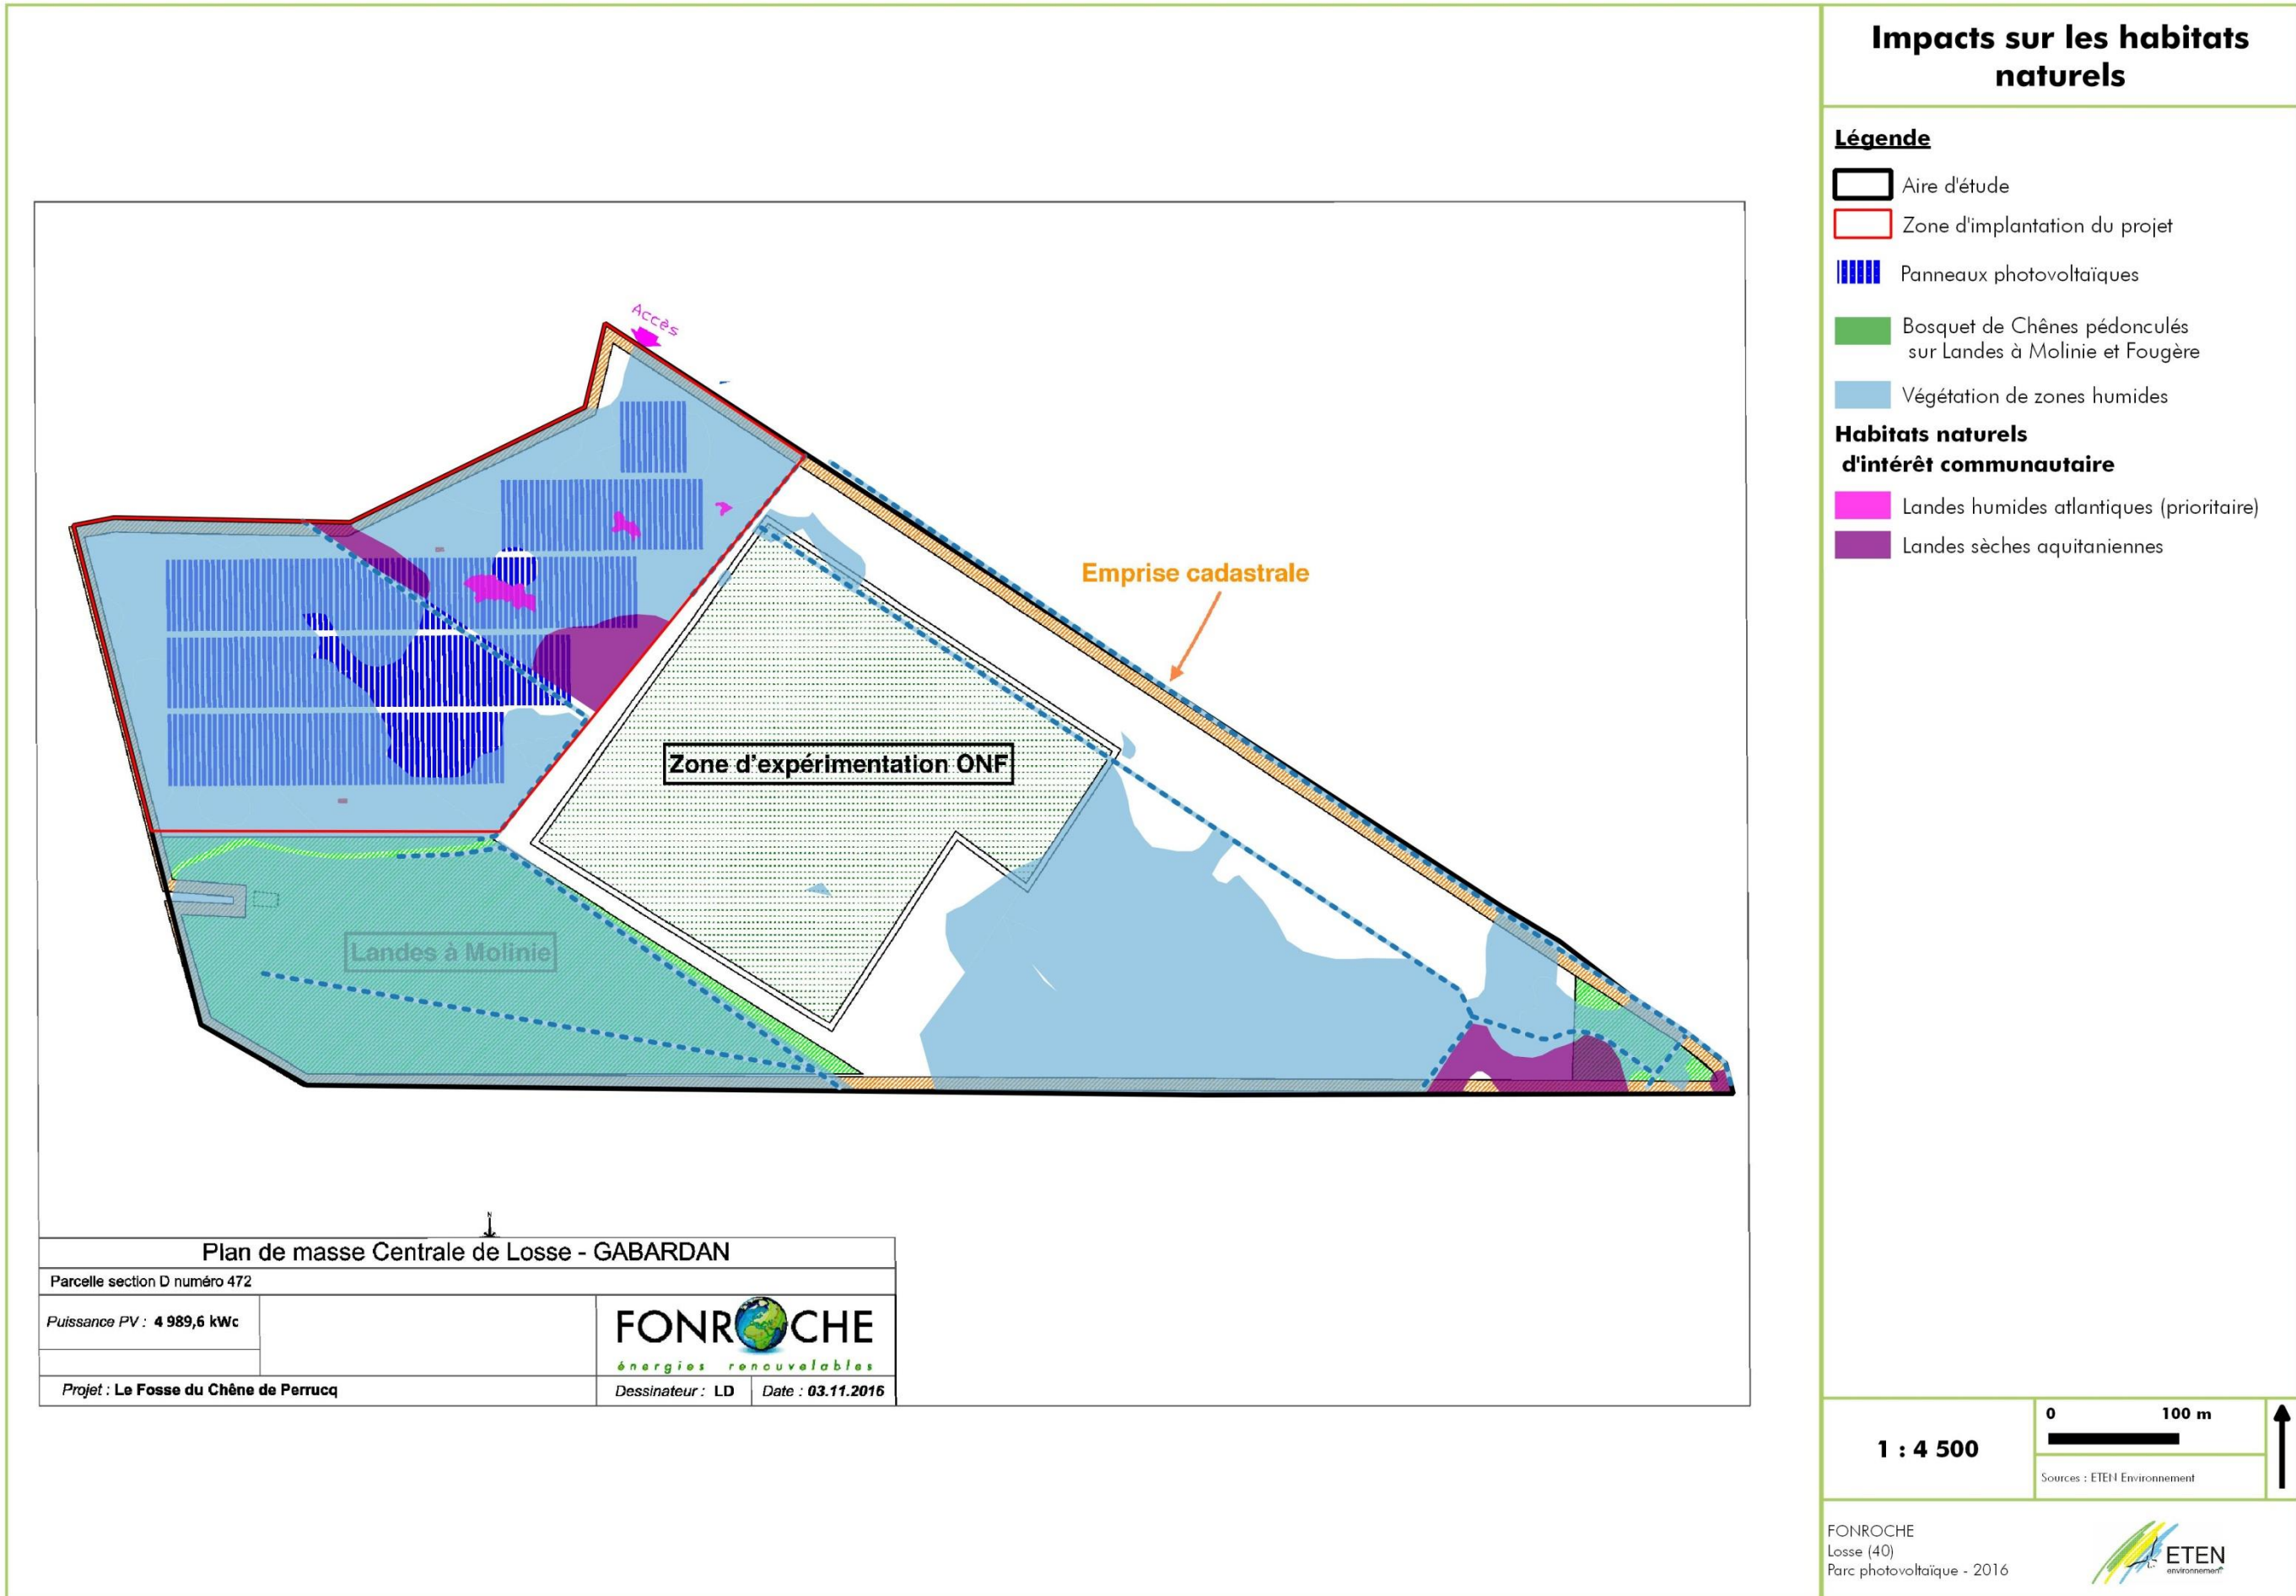 Impacts sur les habitats
naturels
Légende
Aire d'étude
Zone d'implantation du projet
Panneaux photovoltaïques
Bosquet de Chênes pédonculés
sur Landes à Molinie et Fougère
Végétation de zones humides
Habitats naturels
d'intérêt communautaire
Landes humides atlantiques (prioritaire)
Landes sèches aquitaniennes
Accès
Emprise cadastrale
Zone d'expérimentation ONF
Landes à Molinie
N
Plan de masse Centrale de Losse - GABARDAN
Parcelle section D numéro 472
Puissance PV : 4 989,6 kWc
FONROCHE
énergies renouvelables
Projet : Le Fosse du Chêne de Perrucq
Dessinateur : LD
Date : 03.11.2016
1 : 4 500
0 100 m
Sources : ETEN Environnement
FONROCHE
Losse (40)
Parc photovoltaïque - 2016
ETEN
environnement